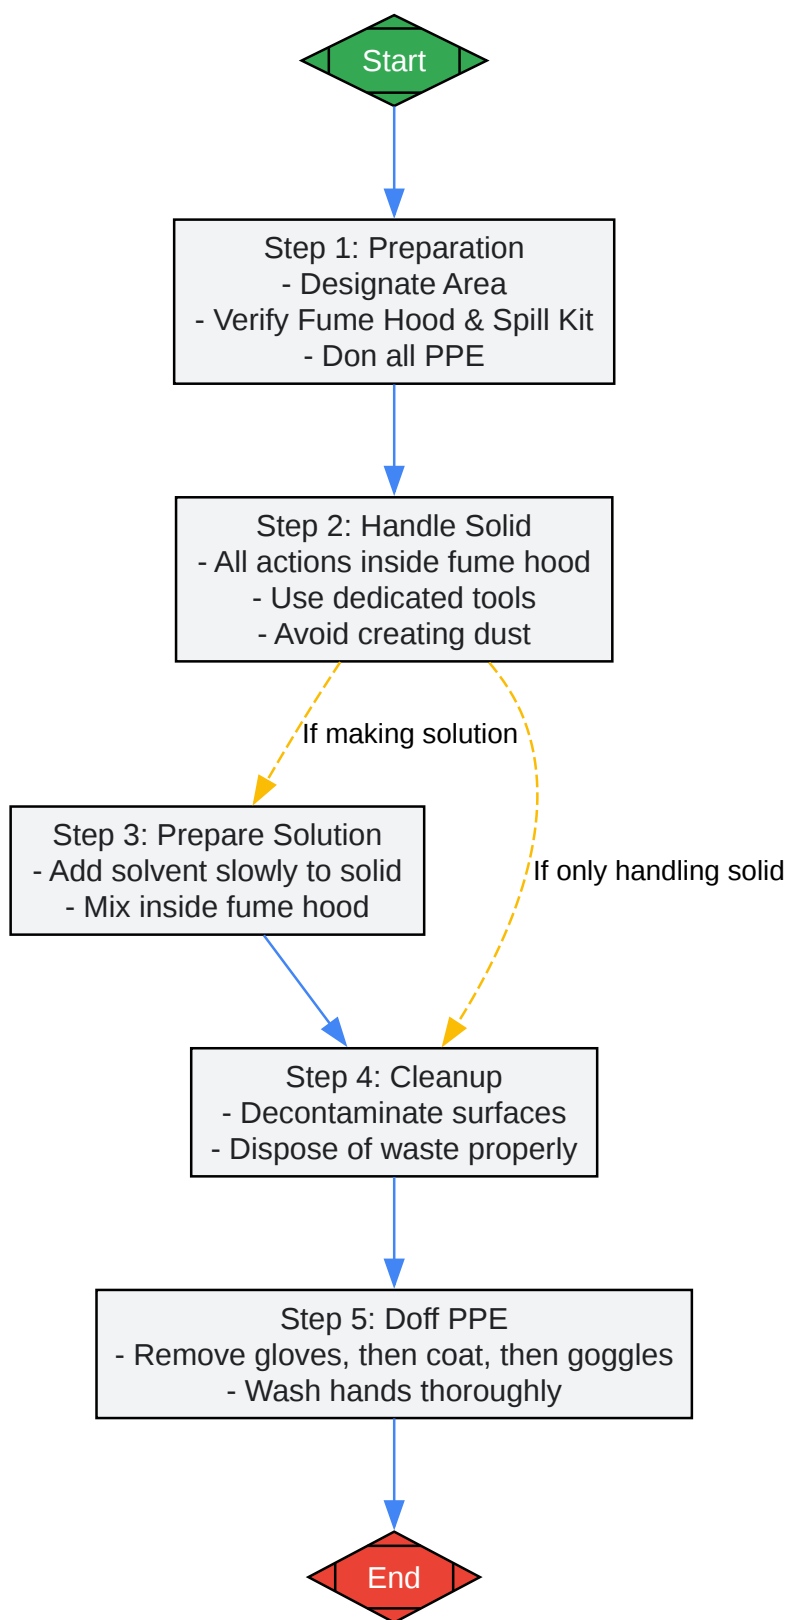 Start
Step 1: Preparation
- Designate Area
- Verify Fume Hood & Spill Kit
- Don all PPE
Step 2: Handle Solid
- All actions inside fume hood
- Use dedicated tools
- Avoid creating dust
If making solution
Step 3: Prepare Solution
- Add solvent slowly to solid
- Mix inside fume hood
If only handling solid
Step 4: Cleanup
- Decontaminate surfaces
- Dispose of waste properly
Step 5: Doff PPE
- Remove gloves, then coat, then goggles
- Wash hands thoroughly
End